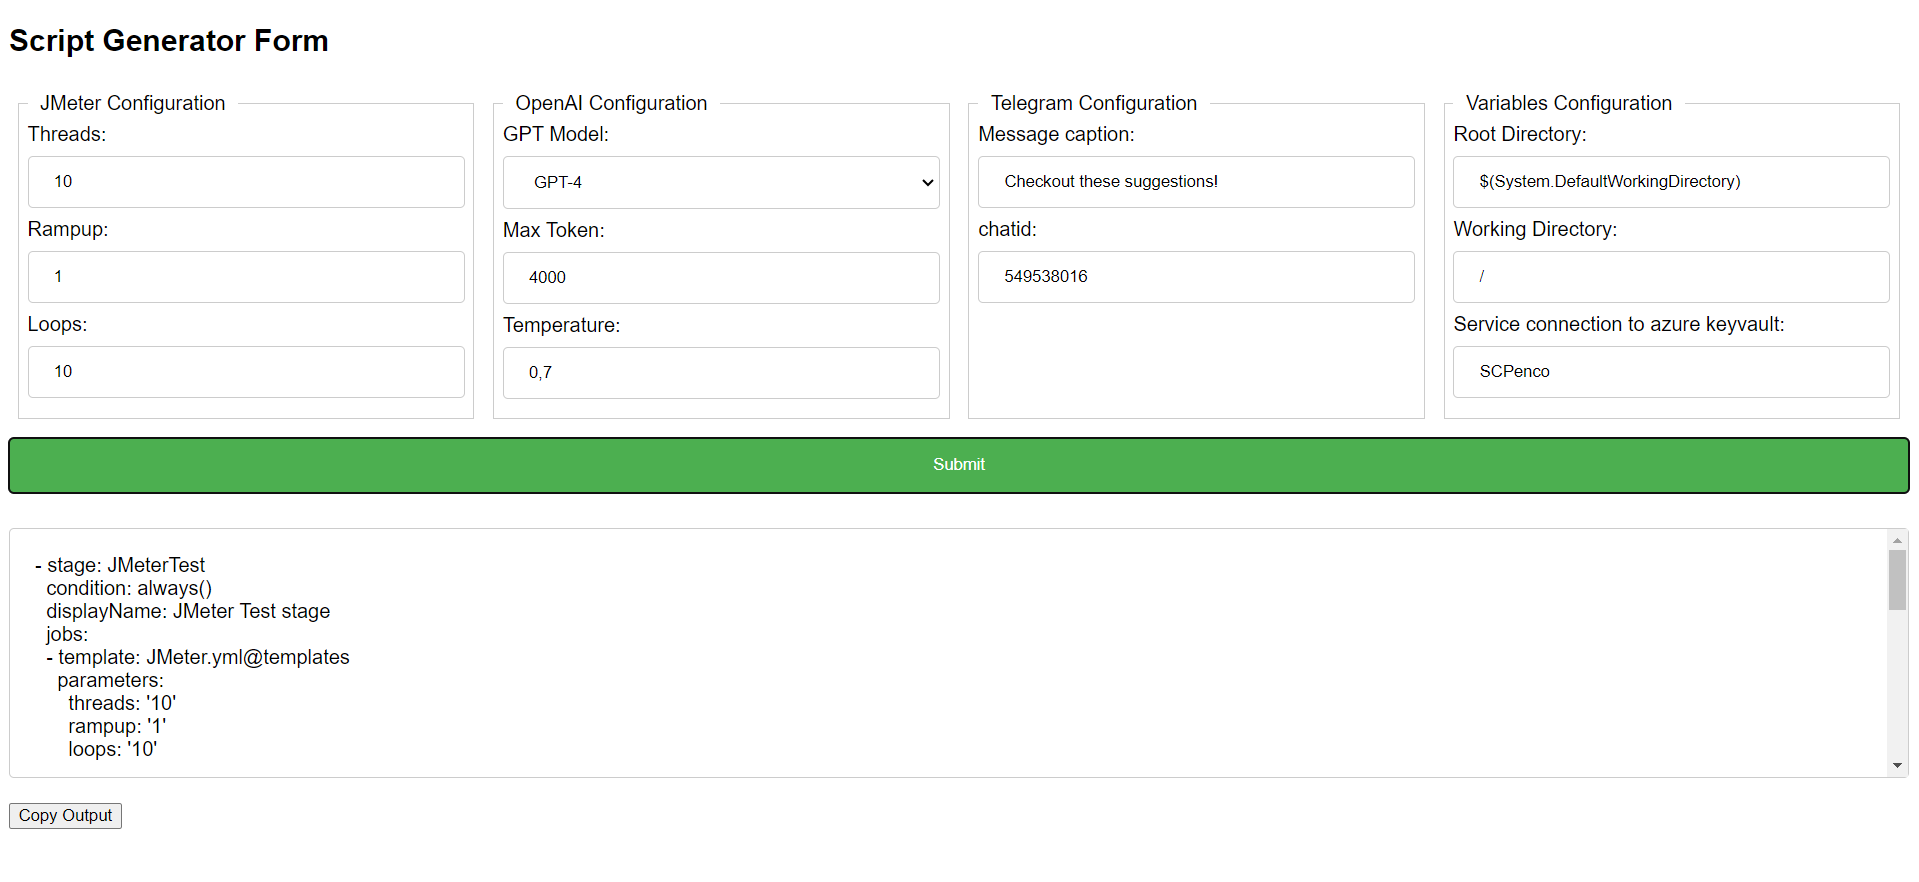 Script Generator Form
JMeter Configuration
Threads:
10
Rampup:
1
Loops:
10
OpenAI Configuration
GPT Model:
GPT-4
Max Token:
4000
Temperature:
0,7
Telegram Configuration
Message caption:
Checkout these suggestions!
chatid:
549538016
Variables Configuration
Root Directory:
$(System.DefaultWorkingDirectory)
Working Directory:
/
Service connection to azure keyvault:
SCPenco
Submit
- stage: JMeterTest
condition: always()
displayName: JMeter Test stage
jobs:
- template: JMeter.yml@templates
parameters:
threads: '10'
rampup: '1'
loops: '10'
Copy Output